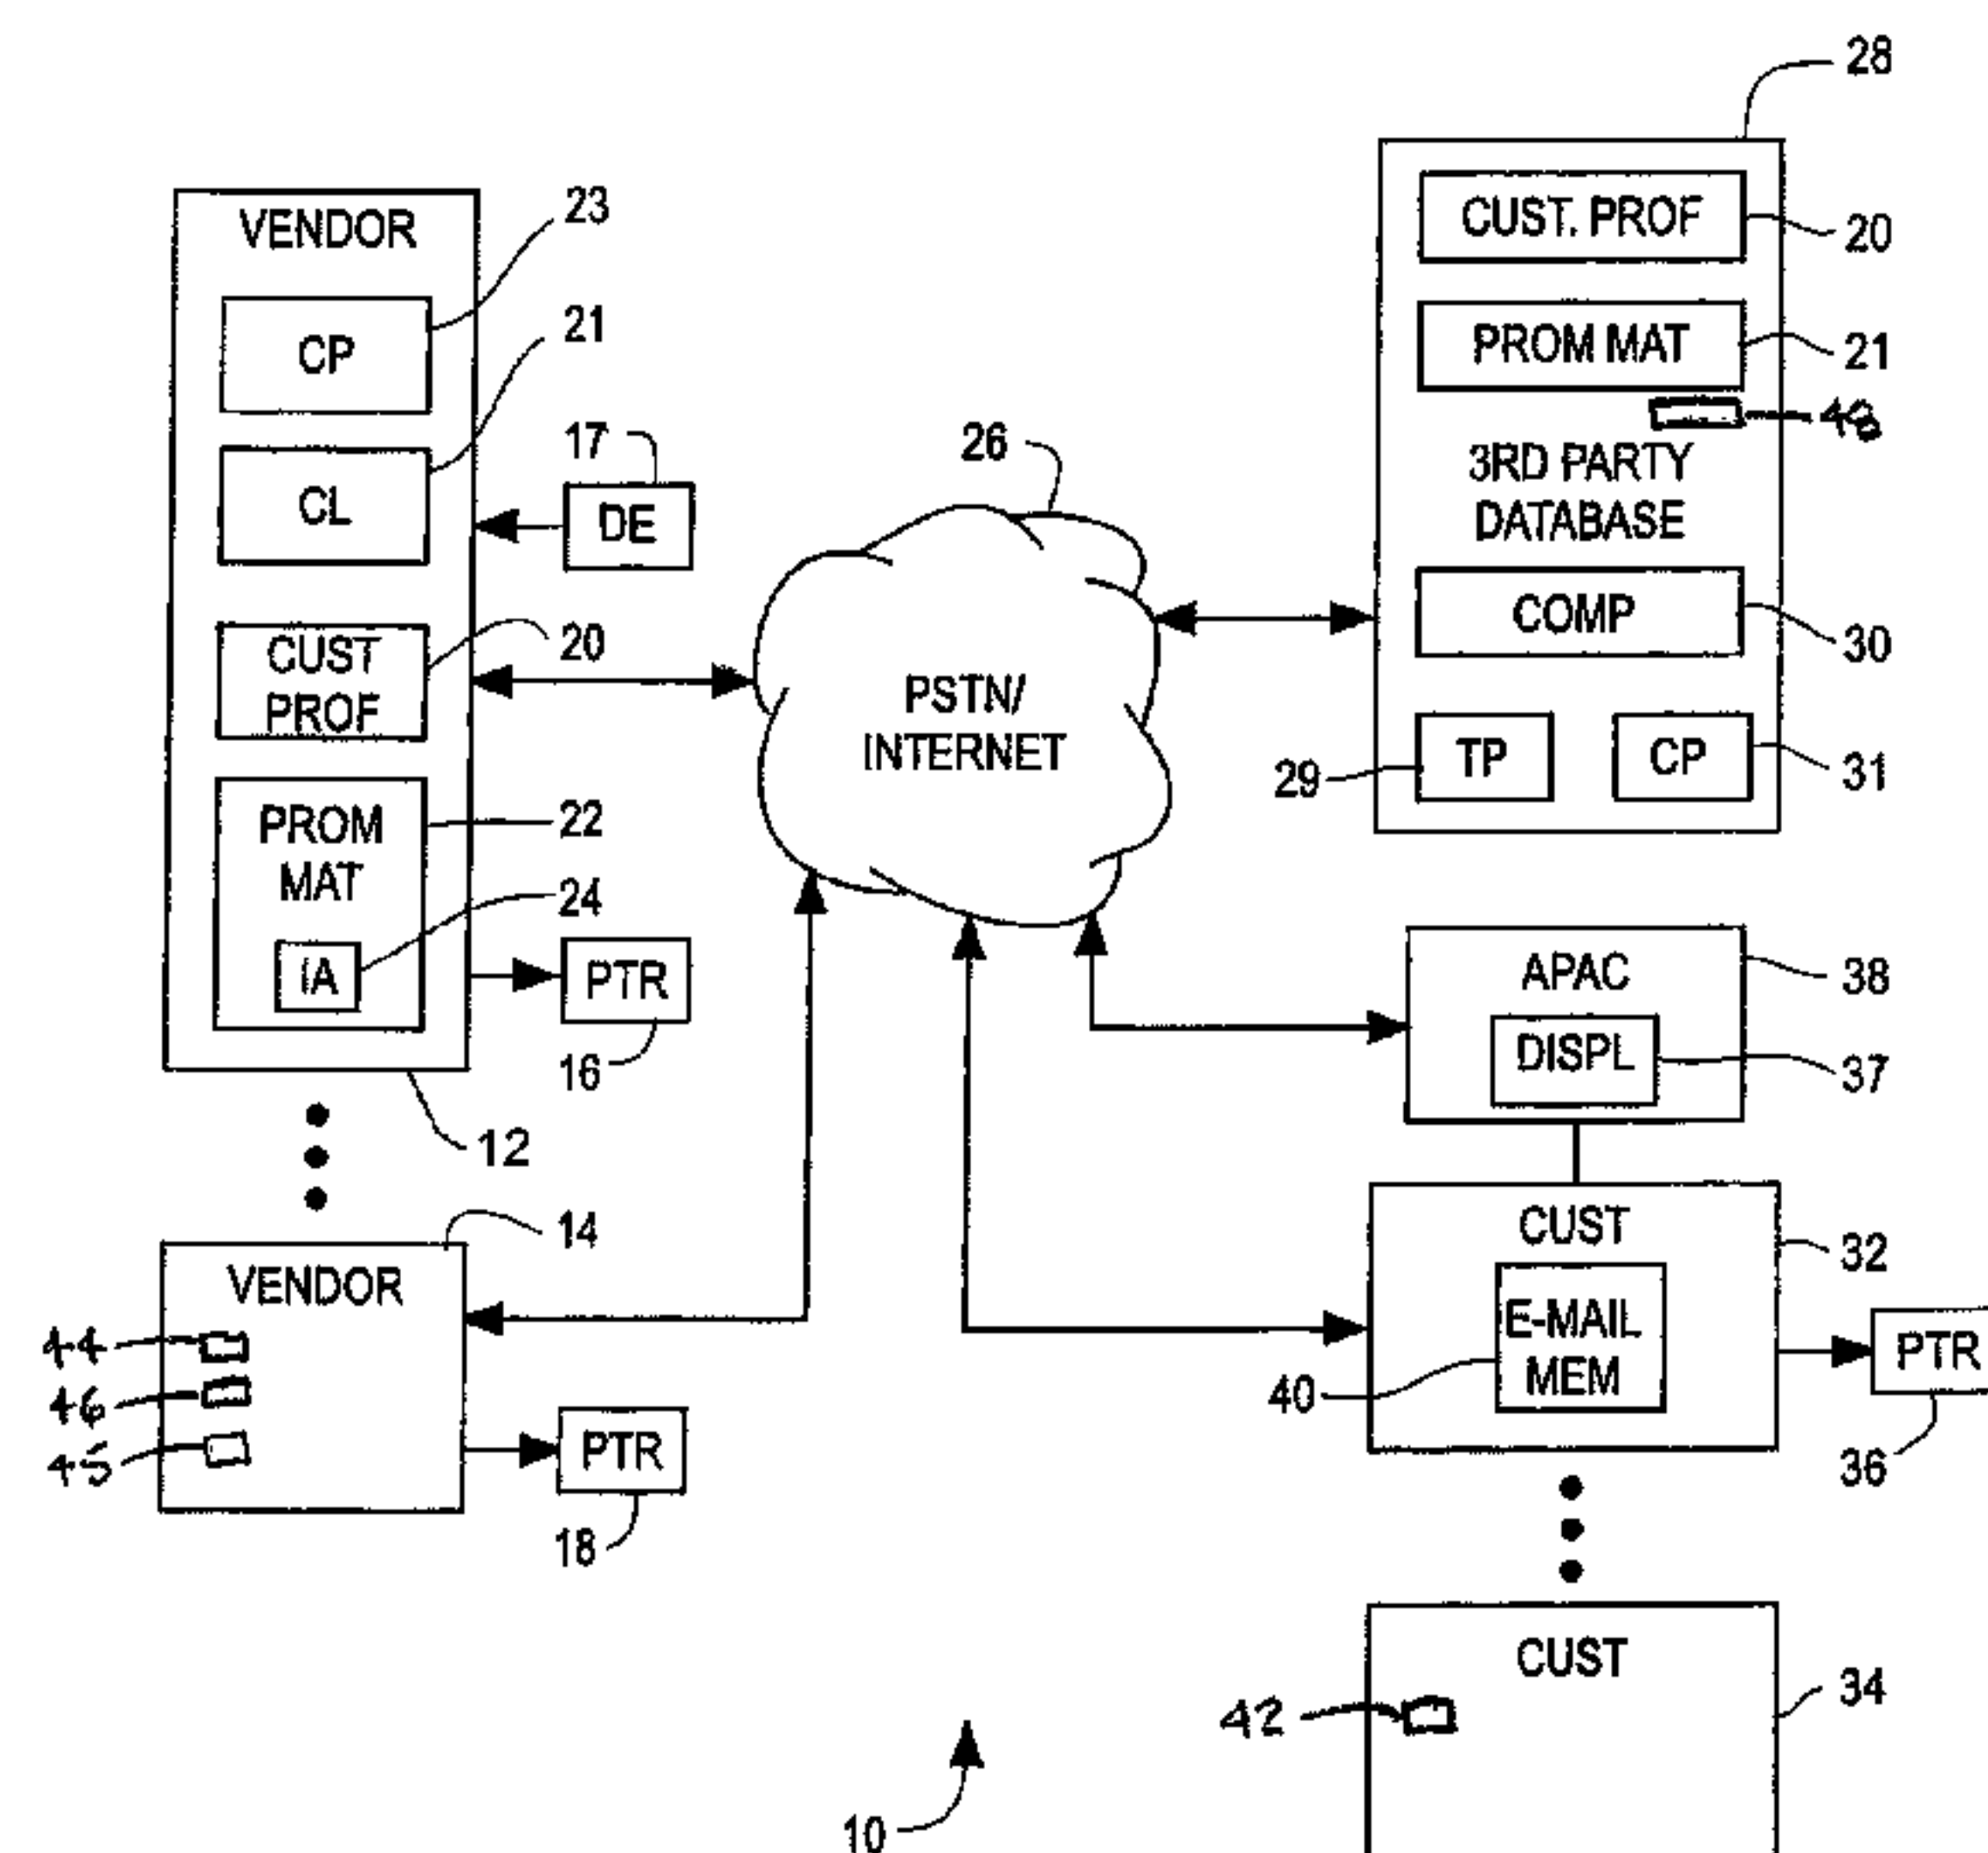 28
VENDOR
23
CP
21
CL
17
DE
CUST
PROF
20
PROM
MAT
22
24
IA
PTR
16
12
14
VENDOR
44
46
45
PTR
18
26
PSTN/
INTERNET
CUST. PROF
20
PROM MAT
21
3RD PARTY
DATABASE
COMP
30
29
TP
CP
31
APAC
38
DISPL
37
CUST
32
E-MAIL
MEM
40
PTR
36
CUST
34
42
10